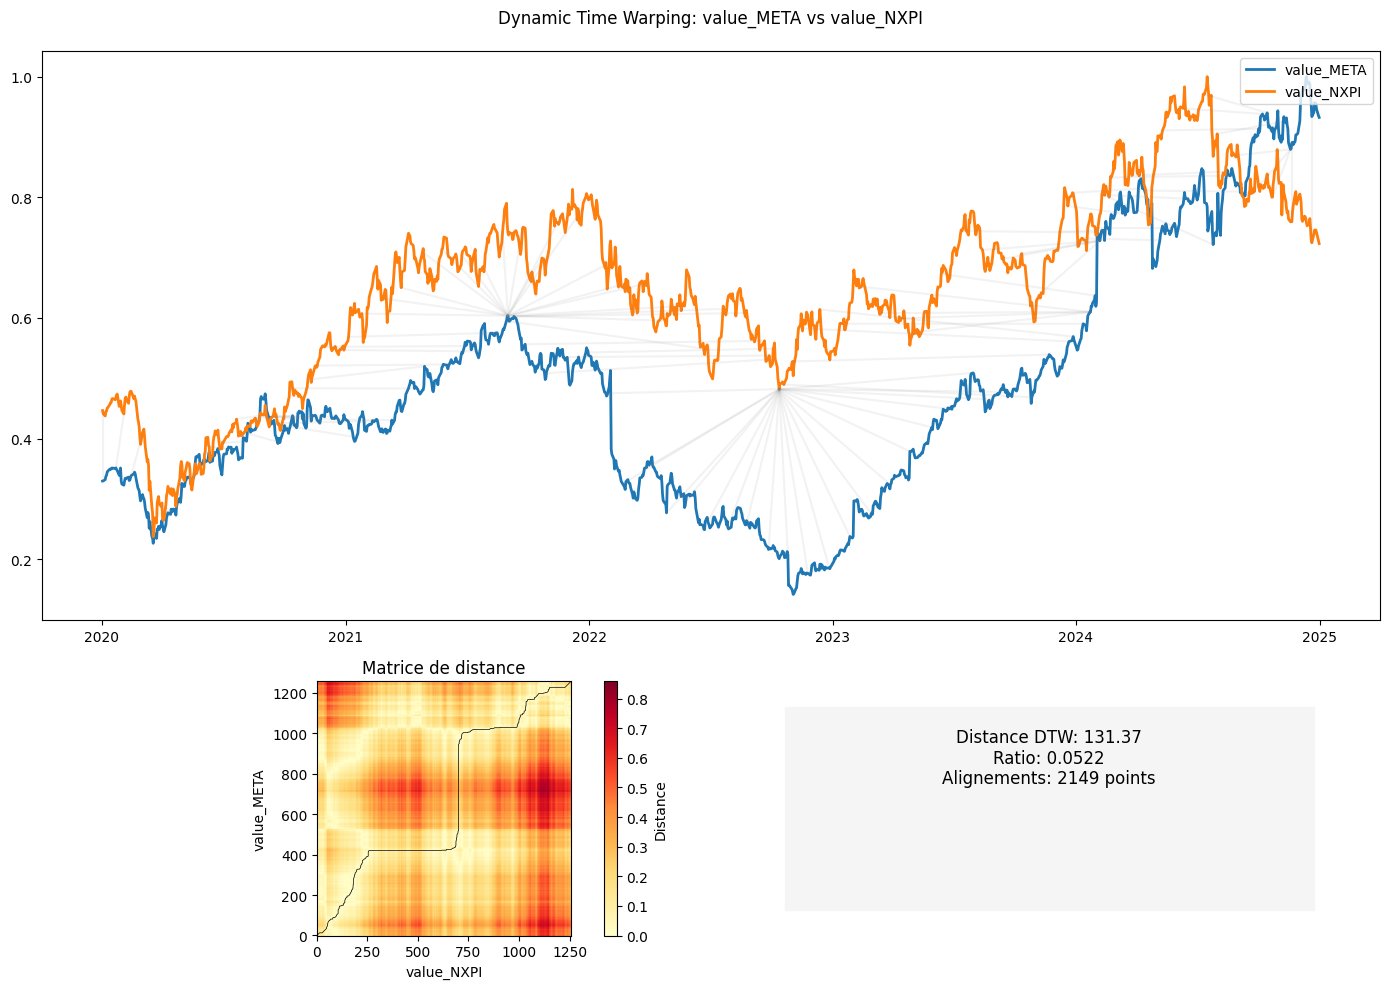 Dynamic Time Warping: value_META vs value_NXPI
value_META
value_NXPI
1.0
0.8
0.6
0.4
0.2
2020 2021 2022 2023 2024 2025
Matrice de distance
value_META
1200
1000
800
600
400
200
0
0 250 500 750 1000 1250
value_NXPI
0.8
0.7
0.6
0.5
0.4
0.3
0.2
0.1
0.0
Distance
Distance DTW: 131.37
Ratio: 0.0522
Alignements: 2149 points